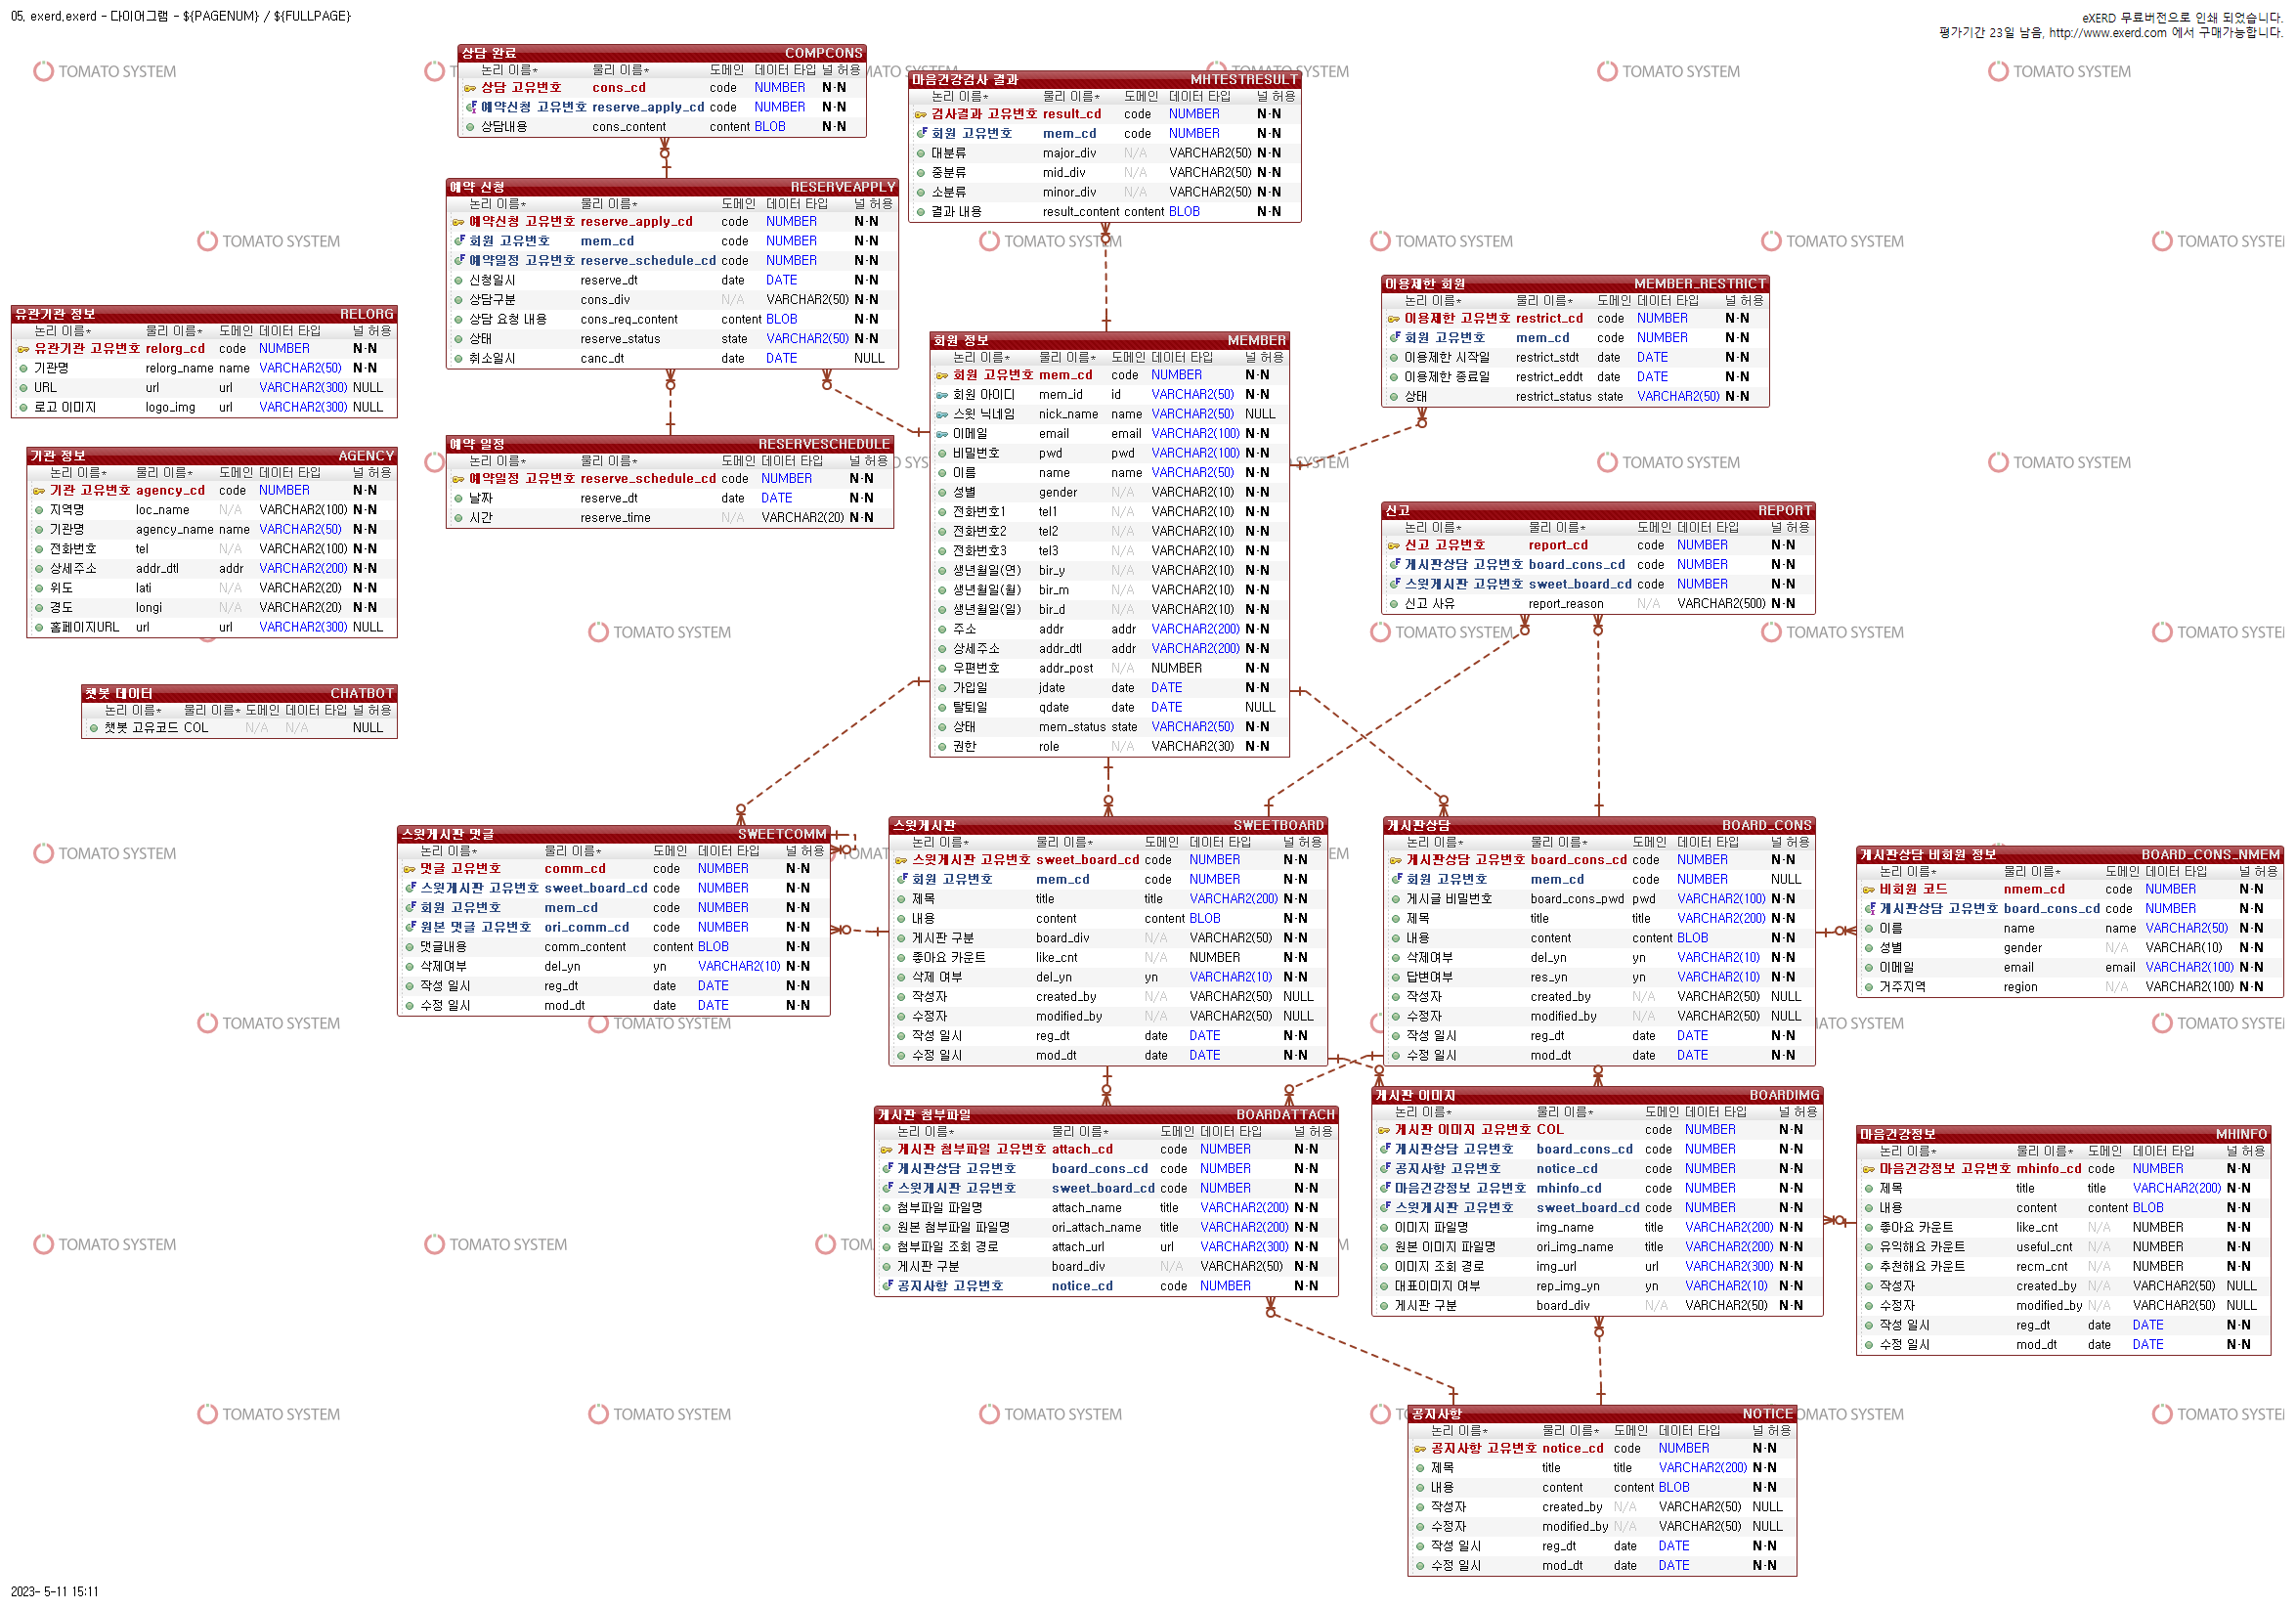 05, exerd,exerd - 다이어그램 - ${PAGENUM} / ${FULLPAGE}
eXERD 무료버전으로 인쇄 되었습니다.
평가기간 23일 남음, http://www.exerd.com 에서 구매가능합니다.
상담 완료 COMPCONS
논리 이름* 물리 이름* 도메인 데이터 타입 널 허용
상담 고유번호 cons_cd code NUMBER N-N
예약신청 고유번호 reserve_apply_cd code NUMBER N-N
상담내용 cons_content content BLOB N-N
마음건강검사 결과 MHTESTRESULT
논리 이름* 물리 이름* 도메인 데이터 타입 널 허용
검사결과 고유번호 result_cd code NUMBER N-N
회원 고유번호 mem_cd code NUMBER N-N
대분류 major_div N/A VARCHAR2(50) N-N
중분류 mid_div N/A VARCHAR2(50) N-N
소분류 minor_div N/A VARCHAR2(50) N-N
결과 내용 result_content content BLOB N-N
예약 신청 RESERVEAPPLY
논리 이름* 물리 이름* 도메인 데이터 타입 널 허용
예약신청 고유번호 reserve_apply_cd code NUMBER N-N
회원 고유번호 mem_cd code NUMBER N-N
예약일정 고유번호 reserve_schedule_cd code NUMBER N-N
신청일시 reserve_dt date DATE N-N
상담구분 cons_div N/A VARCHAR2(50) N-N
상담 요청 내용 cons_req_content content BLOB N-N
상태 reserve_status state VARCHAR2(50) N-N
취소일시 canc_dt date DATE NULL
이용제한 회원 MEMBER_RESTRICT
논리 이름* 물리 이름* 도메인 데이터 타입 널 허용
이용제한 고유번호 restrict_cd code NUMBER N-N
회원 고유번호 mem_cd code NUMBER N-N
이용제한 시작일 restrict_stdt date DATE N-N
이용제한 종료일 restrict_eddt date DATE N-N
상태 restrict_status state VARCHAR2(50) N-N
유관기관 정보 RELORG
논리 이름* 물리 이름* 도메인 데이터 타입 널 허용
유관기관 고유번호 relorg_cd code NUMBER N-N
기관명 relorg_name name VARCHAR2(50) N-N
URL url url VARCHAR2(300) NULL
로고 이미지 logo_img url VARCHAR2(300) NULL
회원 정보 MEMBER
논리 이름* 물리 이름* 도메인 데이터 타입 널 허용
회원 고유번호 mem_cd code NUMBER N-N
회원 아이디 mem_id id VARCHAR2(50) N-N
스윗 닉네임 nick_name name VARCHAR2(50) NULL
이메일 email email VARCHAR2(100) N-N
비밀번호 pwd pwd VARCHAR2(100) N-N
이름 name name VARCHAR2(50) N-N
성별 gender N/A VARCHAR2(10) N-N
전화번호1 tel1 N/A VARCHAR2(10) N-N
전화번호2 tel2 N/A VARCHAR2(10) N-N
전화번호3 tel3 N/A VARCHAR2(10) N-N
생년월일(연) bir_y N/A VARCHAR2(10) N-N
생년월일(월) bir_m N/A VARCHAR2(10) N-N
생년월일(일) bir_d N/A VARCHAR2(10) N-N
주소 addr addr VARCHAR2(200) N-N
상세주소 addr_dtl addr VARCHAR2(200) N-N
우편번호 addr_post N/A NUMBER N-N
가입일 jdate date DATE N-N
탈퇴일 qdate date DATE NULL
상태 mem_status state VARCHAR2(50) N-N
권한 role N/A VARCHAR2(30) N-N
예약 일정 RESERVESCHEDULE
논리 이름* 물리 이름* 도메인 데이터 타입 널 허용
예약일정 고유번호 reserve_schedule_cd code NUMBER N-N
날짜 reserve_dt date DATE N-N
시간 reserve_time N/A VARCHAR2(20) N-N
기관 정보 AGENCY
논리 이름* 물리 이름* 도메인 데이터 타입 널 허용
기관 고유번호 agency_cd code NUMBER N-N
지역명 loc_name N/A VARCHAR2(100) N-N
기관명 agency_name name VARCHAR2(50) N-N
전화번호 tel N/A VARCHAR2(100) N-N
상세주소 addr_dtl addr VARCHAR2(200) N-N
위도 lati N/A VARCHAR2(20) N-N
경도 longi N/A VARCHAR2(20) N-N
홈페이지URL url url VARCHAR2(300) NULL
신고 REPORT
논리 이름* 물리 이름* 도메인 데이터 타입 널 허용
신고 고유번호 report_cd code NUMBER N-N
게시판상담 고유번호 board_cons_cd code NUMBER N-N
스윗게시판 고유번호 sweet_board_cd code NUMBER N-N
신고 사유 report_reason N/A VARCHAR2(500) N-N
챗봇 데이터 CHATBOT
논리 이름* 물리 이름* 도메인 데이터 타입 널 허용
챗봇 고유코드 COL N/A N/A NULL
스윗게시판 댓글 SWEETCOMM
논리 이름* 물리 이름* 도메인 데이터 타입 널 허용
댓글 고유번호 comm_cd code NUMBER N-N
스윗게시판 고유번호 sweet_board_cd code NUMBER N-N
회원 고유번호 mem_cd code NUMBER N-N
원본 댓글 고유번호 ori_comm_cd code NUMBER N-N
댓글내용 comm_content content BLOB N-N
삭제여부 del_yn yn VARCHAR2(10) N-N
작성 일시 reg_dt date DATE N-N
수정 일시 mod_dt date DATE N-N
스윗게시판 SWEETBOARD
논리 이름* 물리 이름* 도메인 데이터 타입 널 허용
스윗게시판 고유번호 sweet_board_cd code NUMBER N-N
회원 고유번호 mem_cd code NUMBER N-N
제목 title title VARCHAR2(200) N-N
내용 content content BLOB N-N
게시판 구분 board_div N/A VARCHAR2(50) N-N
좋아요 카운트 like_cnt N/A NUMBER N-N
삭제 여부 del_yn yn VARCHAR2(10) N-N
작성자 created_by N/A VARCHAR2(50) NULL
수정자 modified_by N/A VARCHAR2(50) NULL
작성 일시 reg_dt date DATE N-N
수정 일시 mod_dt date DATE N-N
게시판상담 BOARD_CONS
논리 이름* 물리 이름* 도메인 데이터 타입 널 허용
게시판상담 고유번호 board_cons_cd code NUMBER N-N
회원 고유번호 mem_cd code NUMBER NULL
게시글 비밀번호 board_cons_pwd pwd VARCHAR2(100) N-N
제목 title title VARCHAR2(200) N-N
내용 content content BLOB N-N
삭제여부 del_yn yn VARCHAR2(10) N-N
답변여부 res_yn yn VARCHAR2(10) N-N
작성자 created_by N/A VARCHAR2(50) NULL
수정자 modified_by N/A VARCHAR2(50) NULL
작성 일시 reg_dt date DATE N-N
수정 일시 mod_dt date DATE N-N
게시판상담 비회원 정보 BOARD_CONS_NMEM
논리 이름* 물리 이름* 도메인 데이터 타입 널 허용
비회원 코드 nmem_cd code NUMBER N-N
게시판상담 고유번호 board_cons_cd code NUMBER N-N
이름 name name VARCHAR2(50) N-N
성별 gender N/A VARCHAR(10) N-N
이메일 email email VARCHAR2(100) N-N
거주지역 region N/A VARCHAR2(100) N-N
게시판 첨부파일 BOARDATTACH
논리 이름* 물리 이름* 도메인 데이터 타입 널 허용
게시판 첨부파일 고유번호 attach_cd code NUMBER N-N
게시판상담 고유번호 board_cons_cd code NUMBER N-N
스윗게시판 고유번호 sweet_board_cd code NUMBER N-N
첨부파일 파일명 attach_name title VARCHAR2(200) N-N
원본 첨부파일 파일명 ori_attach_name title VARCHAR2(200) N-N
첨부파일 조회 경로 attach_url url VARCHAR2(300) N-N
게시판 구분 board_div N/A VARCHAR2(50) N-N
공지사항 고유번호 notice_cd code NUMBER N-N
게시판 이미지 BOARDIMG
논리 이름* 물리 이름* 도메인 데이터 타입 널 허용
게시판 이미지 고유번호 COL code NUMBER N-N
게시판상담 고유번호 board_cons_cd code NUMBER N-N
공지사항 고유번호 notice_cd code NUMBER N-N
마음건강정보 고유번호 mhinfo_cd code NUMBER N-N
스윗게시판 고유번호 sweet_board_cd code NUMBER N-N
이미지 파일명 img_name title VARCHAR2(200) N-N
원본 이미지 파일명 ori_img_name title VARCHAR2(200) N-N
이미지 조회 경로 img_url url VARCHAR2(300) N-N
대표이미지 여부 rep_img_yn yn VARCHAR2(10) N-N
게시판 구분 board_div N/A VARCHAR2(50) N-N
마음건강정보 MHINFO
논리 이름* 물리 이름* 도메인 데이터 타입 널 허용
마음건강정보 고유번호 mhinfo_cd code NUMBER N-N
제목 title title VARCHAR2(200) N-N
내용 content content BLOB N-N
좋아요 카운트 like_cnt N/A NUMBER N-N
유익해요 카운트 useful_cnt N/A NUMBER N-N
추천해요 카운트 recm_cnt N/A NUMBER N-N
작성자 created_by N/A VARCHAR2(50) NULL
수정자 modified_by N/A VARCHAR2(50) NULL
작성 일시 reg_dt date DATE N-N
수정 일시 mod_dt date DATE N-N
공지사항 NOTICE
논리 이름* 물리 이름* 도메인 데이터 타입 널 허용
공지사항 고유번호 notice_cd code NUMBER N-N
제목 title title VARCHAR2(200) N-N
내용 content content BLOB N-N
작성자 created_by N/A VARCHAR2(50) NULL
수정자 modified_by N/A VARCHAR2(50) NULL
작성 일시 reg_dt date DATE N-N
수정 일시 mod_dt date DATE N-N
TOMATO SYSTEM
2023- 5-11 15:11